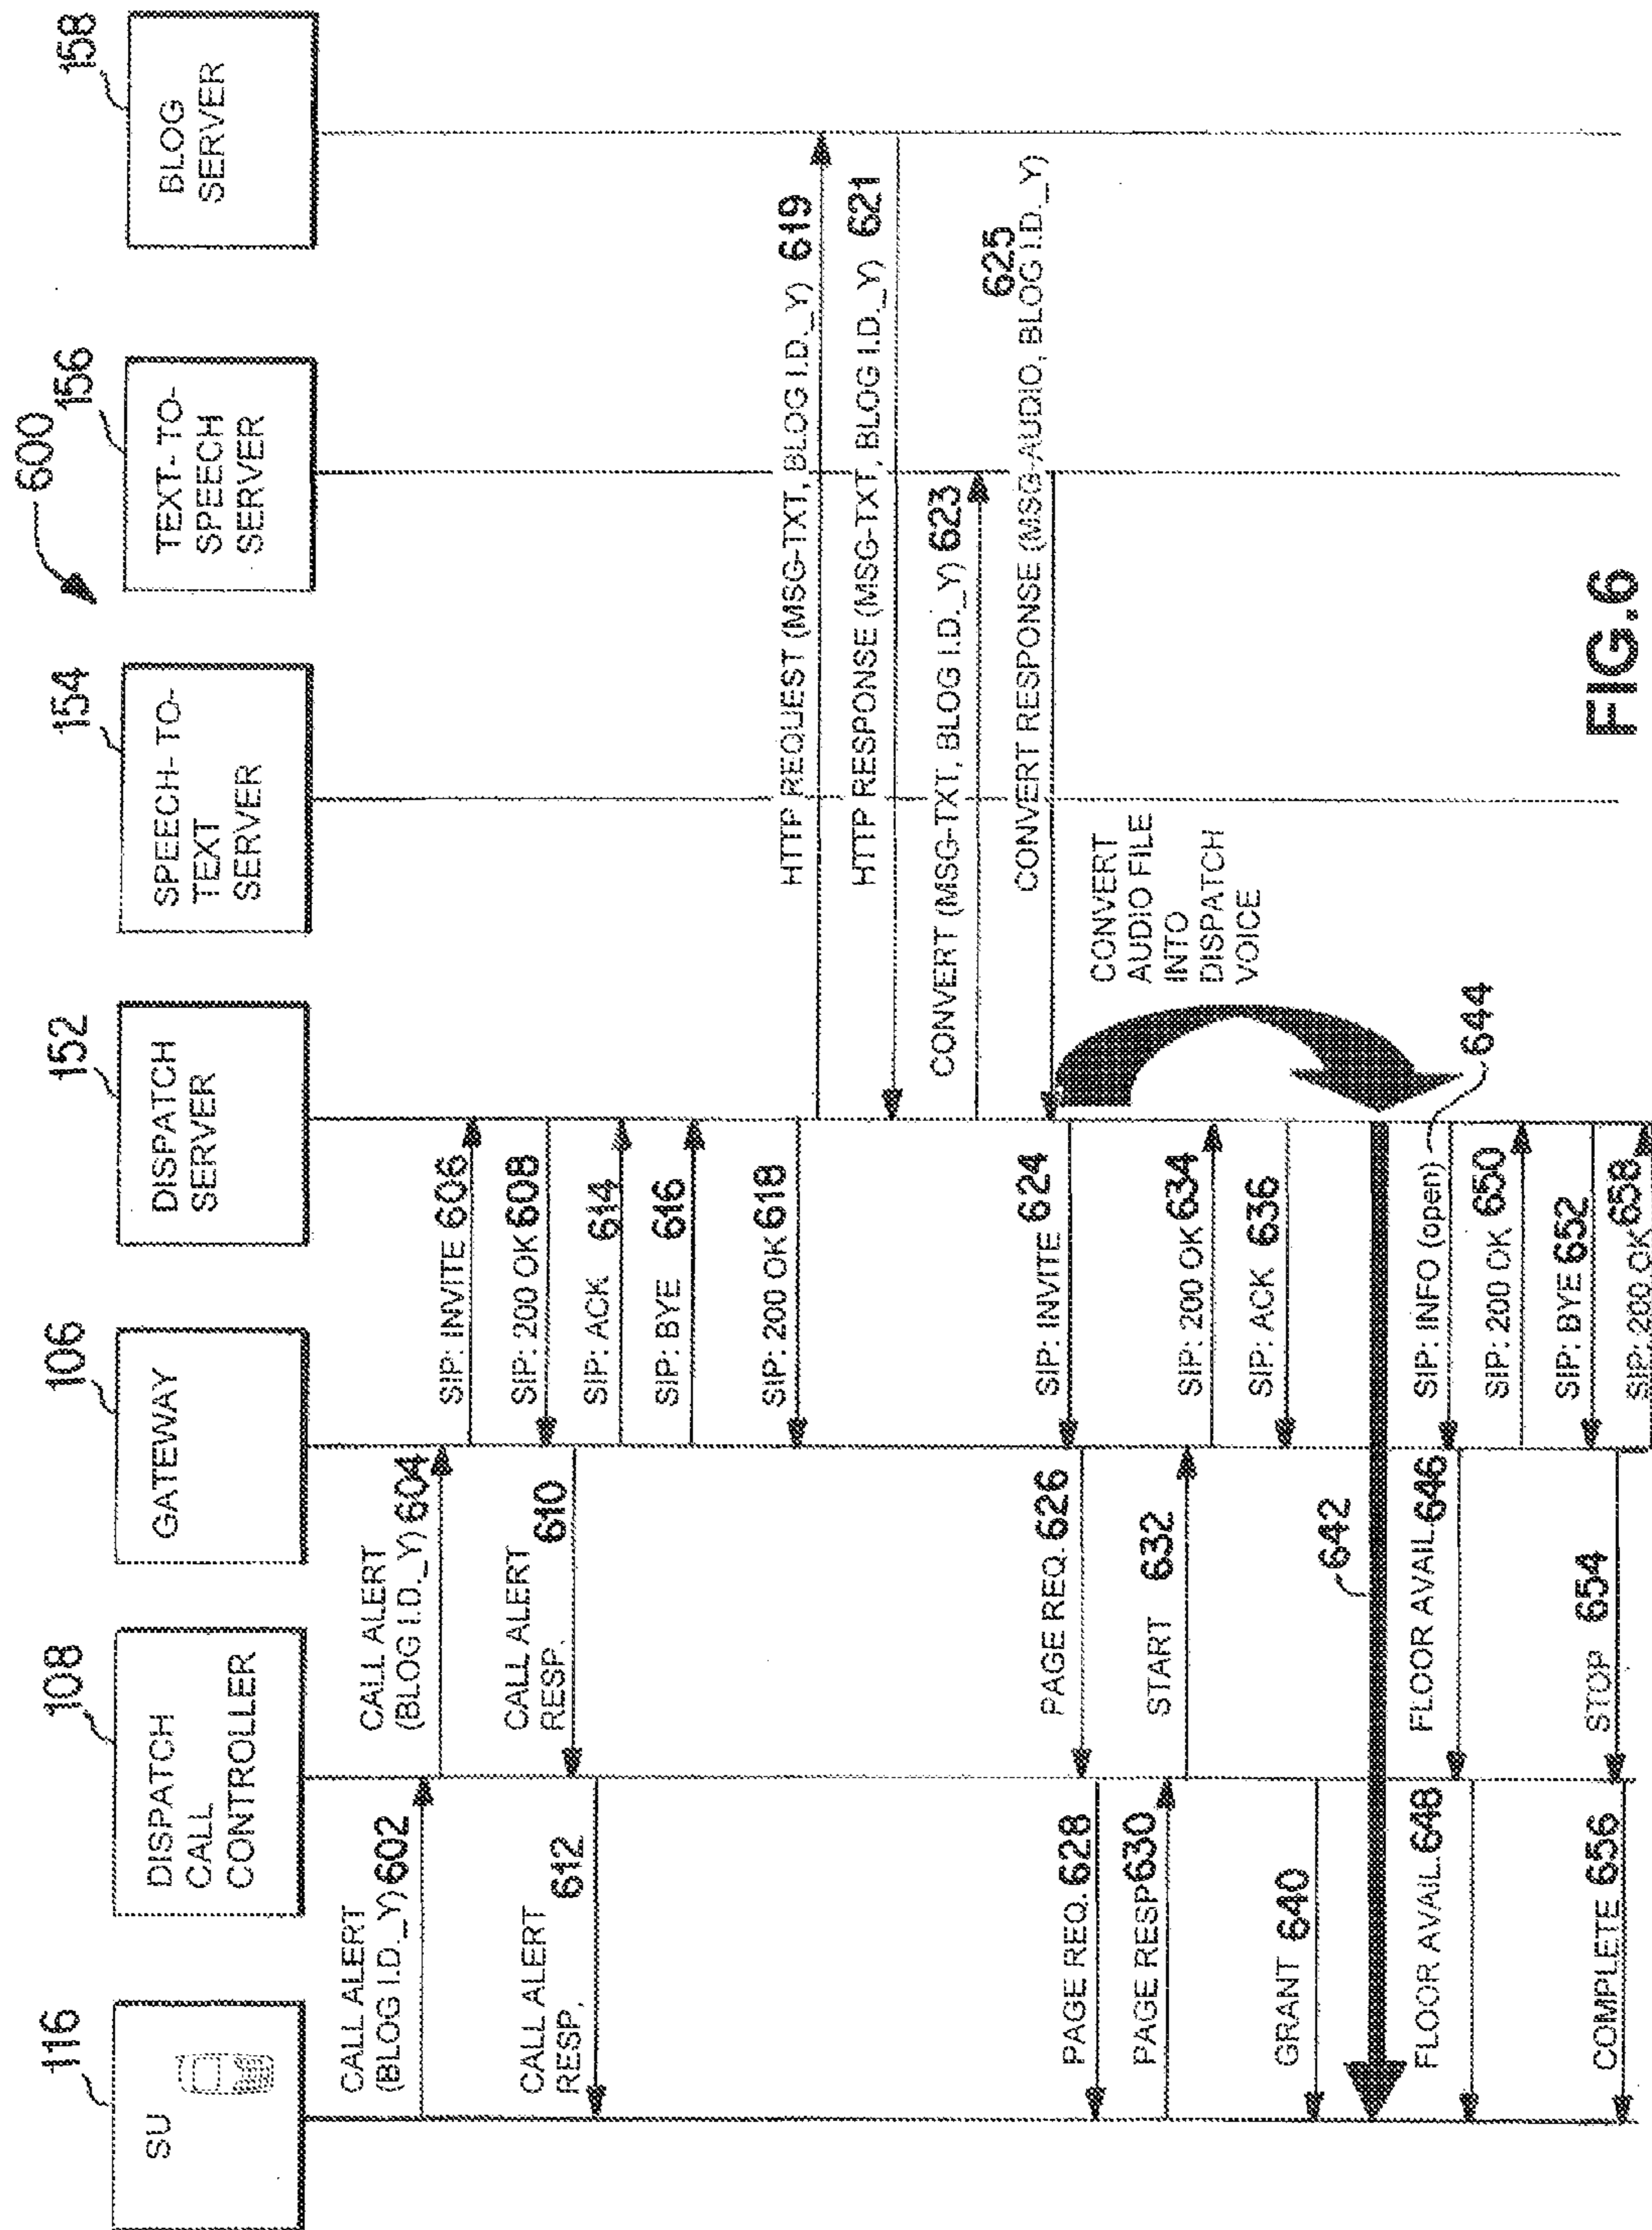 600
116
SU
108
DISPATCH
CALL
CONTROLLER
106
GATEWAY
152
DISPATCH
SERVER
154
SPEECH- TO-
TEXT
SERVER
156
TEXT- TO-
SPEECH
SERVER
158
BLOG
SERVER
CALL ALERT
(BLOG I.D._Y) 602
CALL ALERT
(BLOG I.D._Y) 604
SIP: INVITE 606
SIP: 200 OK 608
CALL ALERT
RESP. 610
CALL ALERT
RESP. 612
SIP: ACK 614
SIP: BYE 616
SIP: 200 OK 618
HTTP REQUEST (MSG-TXT, BLOG I.D._Y) 619
HTTP RESPONSE (MSG-TXT, BLOG I.D._Y) 621
CONVERT (MSG-TXT, BLOG I.D._Y) 623
625
CONVERT RESPONSE (MSG-AUDIO, BLOG I.D._Y)
CONVERT
AUDIO FILE
INTO
DISPATCH
VOICE
SIP: INVITE 624
PAGE REQ. 626
PAGE REQ. 628
PAGE RESP 630
START 632
SIP: 200 OK 634
SIP: ACK 636
GRANT 640
642
SIP: INFO (open)
644
FLOOR AVAIL. 646
FLOOR AVAIL. 648
SIP: 200 OK 650
SIP: BYE 652
STOP 654
COMPLETE 656
SIP: 200 OK 658
FIG.6